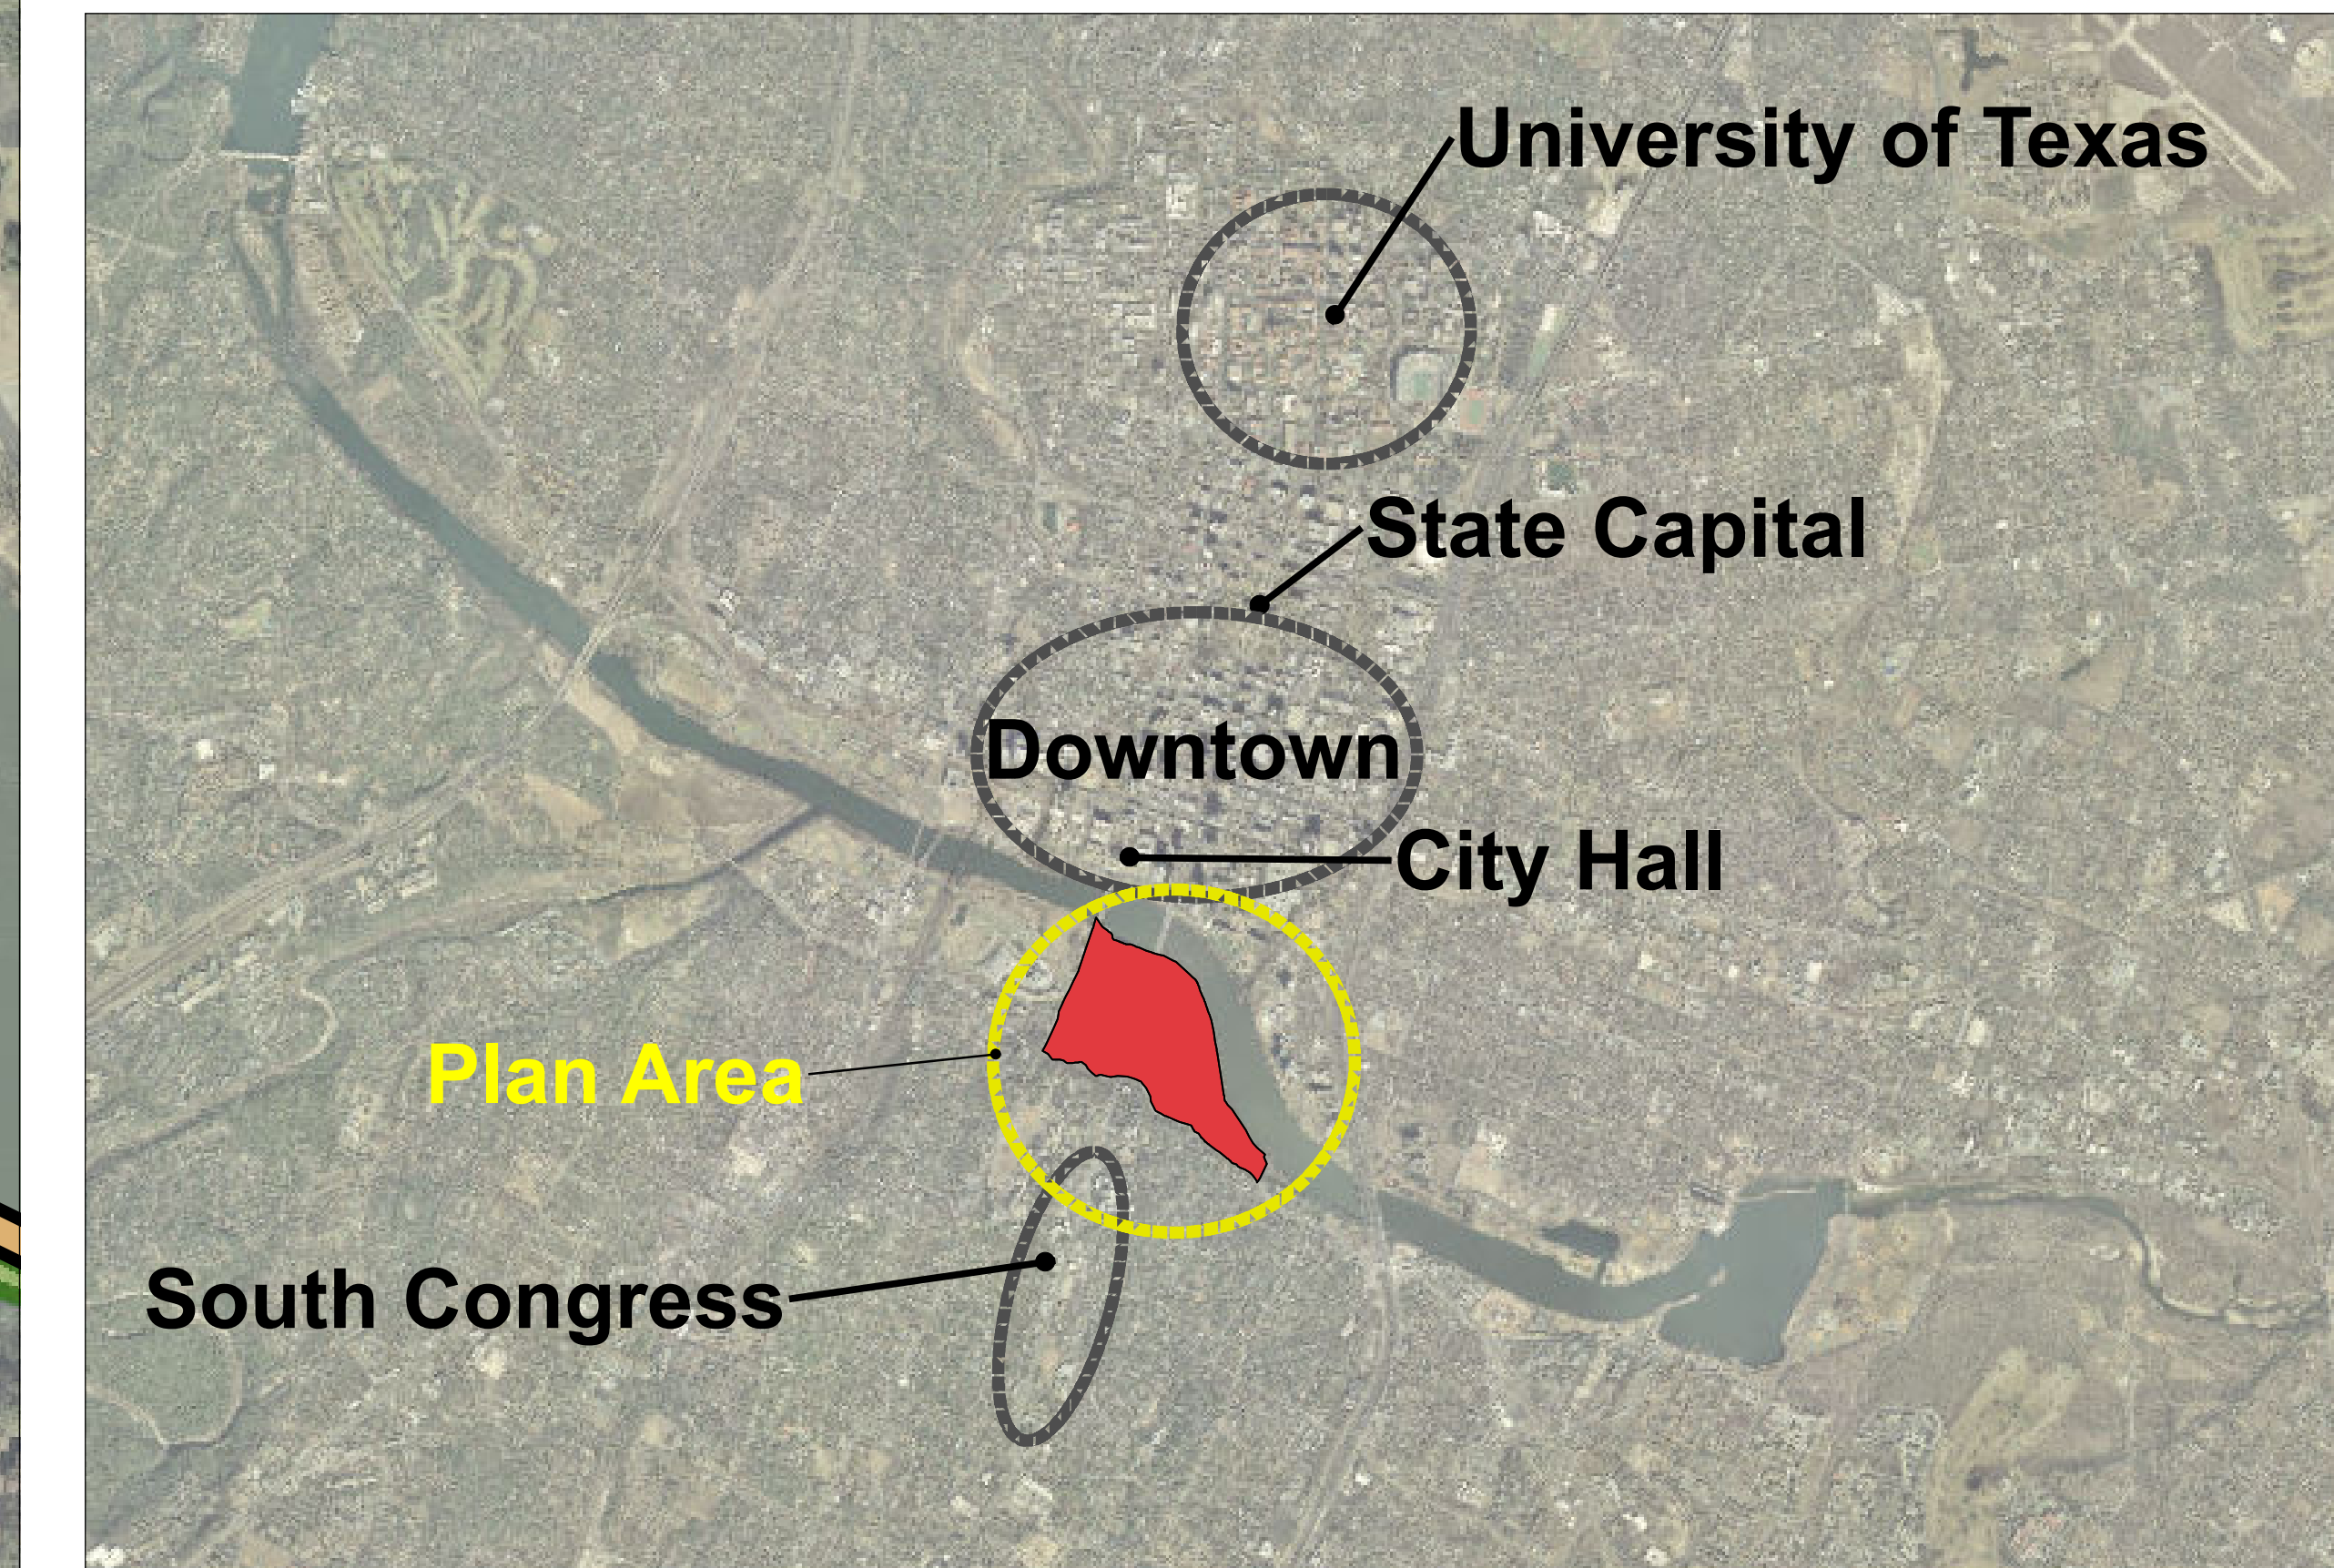 University of Texas
State Capital
Downtown
City Hall
Plan Area
South Congress